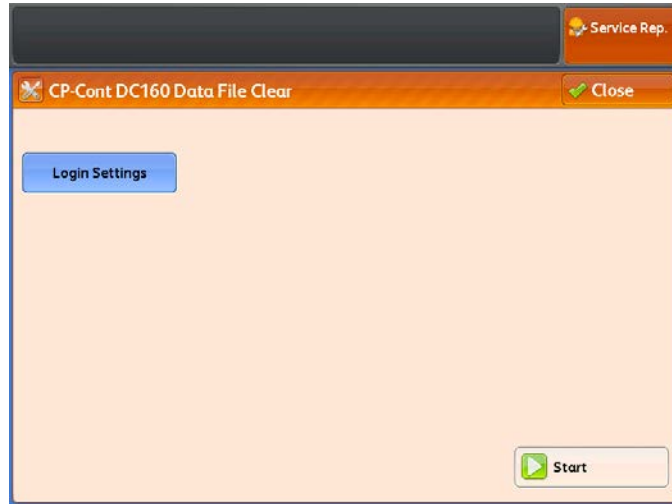 Service Rep.
CP-Cont DC160 Data File Clear
Close
Login Settings
Start